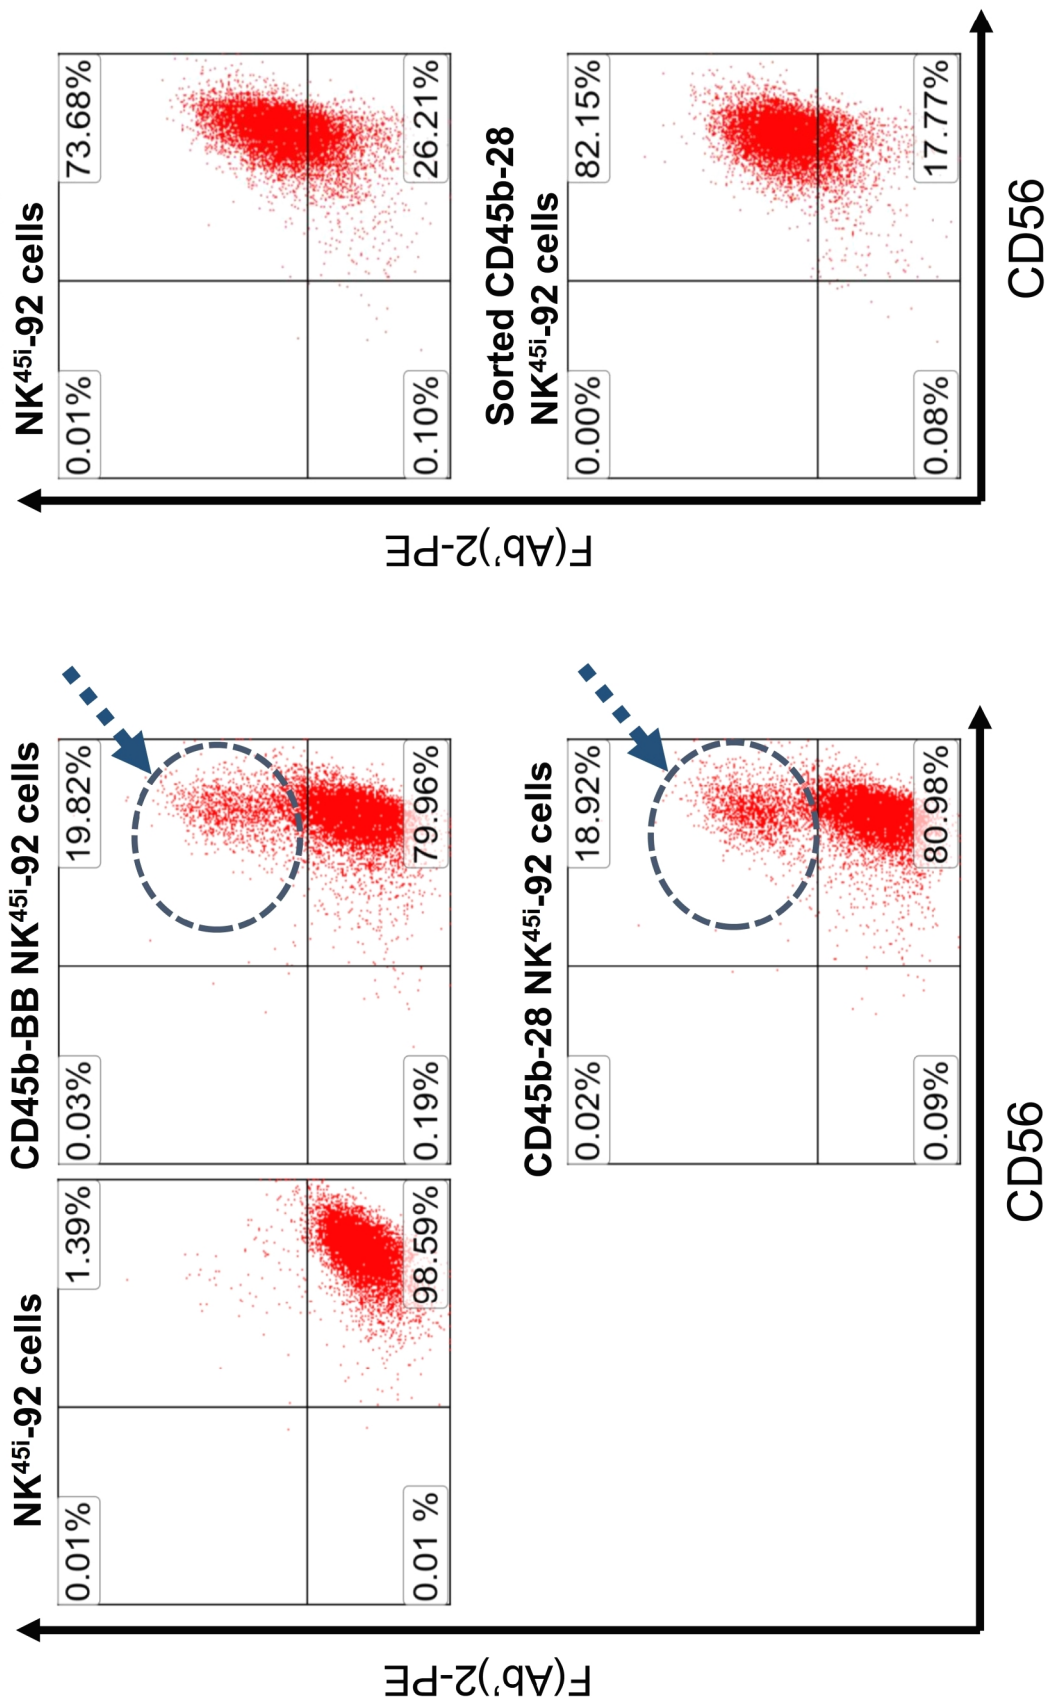 NK⁴⁵ⁱ-92 cells
0.01%
1.39%
0.01 %
98.59%
CD45b-BB NK⁴⁵ⁱ-92 cells
0.03%
19.82%
0.19%
79.96%
CD45b-28 NK⁴⁵ⁱ-92 cells
0.02%
18.92%
0.09%
80.98%
F(Ab’)2-PE
CD56
NK⁴⁵ⁱ-92 cells
0.01%
73.68%
0.10%
26.21%
Sorted CD45b-28
NK⁴⁵ⁱ-92 cells
0.00%
82.15%
0.08%
17.77%
F(Ab’)2-PE
CD56